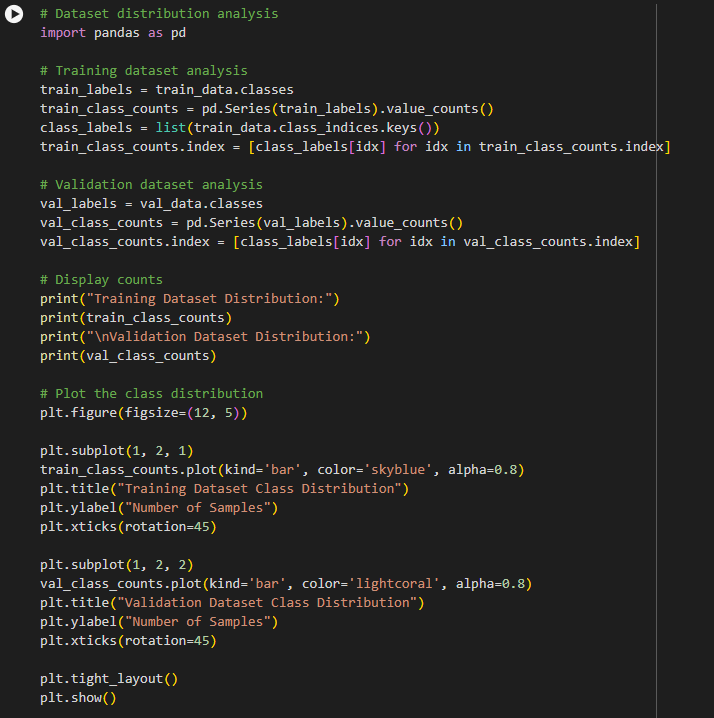 # Dataset distribution analysis
import pandas as pd
# Training dataset analysis
train_labels = train_data.classes
train_class_counts = pd.Series(train_labels).value_counts()
class_labels = list(train_data.class_indices.keys())
train_class_counts.index = [class_labels[idx] for idx in train_class_counts.index]
# Validation dataset analysis
val_labels = val_data.classes
val_class_counts = pd.Series(val_labels).value_counts()
val_class_counts.index = [class_labels[idx] for idx in val_class_counts.index]
# Display counts
print("Training Dataset Distribution:")
print(train_class_counts)
print("\nValidation Dataset Distribution:")
print(val_class_counts)
# Plot the class distribution
plt.figure(figsize=(12, 5))
plt.subplot(1, 2, 1)
train_class_counts.plot(kind='bar', color='skyblue', alpha=0.8)
plt.title("Training Dataset Class Distribution")
plt.ylabel("Number of Samples")
plt.xticks(rotation=45)
plt.subplot(1, 2, 2)
val_class_counts.plot(kind='bar', color='lightcoral', alpha=0.8)
plt.title("Validation Dataset Class Distribution")
plt.ylabel("Number of Samples")
plt.xticks(rotation=45)
plt.tight_layout()
plt.show()